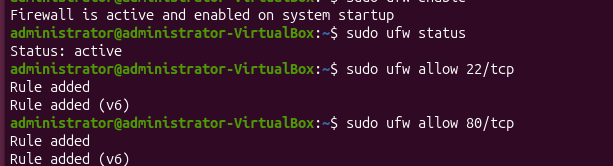 Firewall is active and enabled on system startup
administrator@administrator-VirtualBox:~$ sudo ufw status
Status: active
administrator@administrator-VirtualBox:~$ sudo ufw allow 22/tcp
Rule added
Rule added (v6)
administrator@administrator-VirtualBox:~$ sudo ufw allow 80/tcp
Rule added
Rule added (v6)